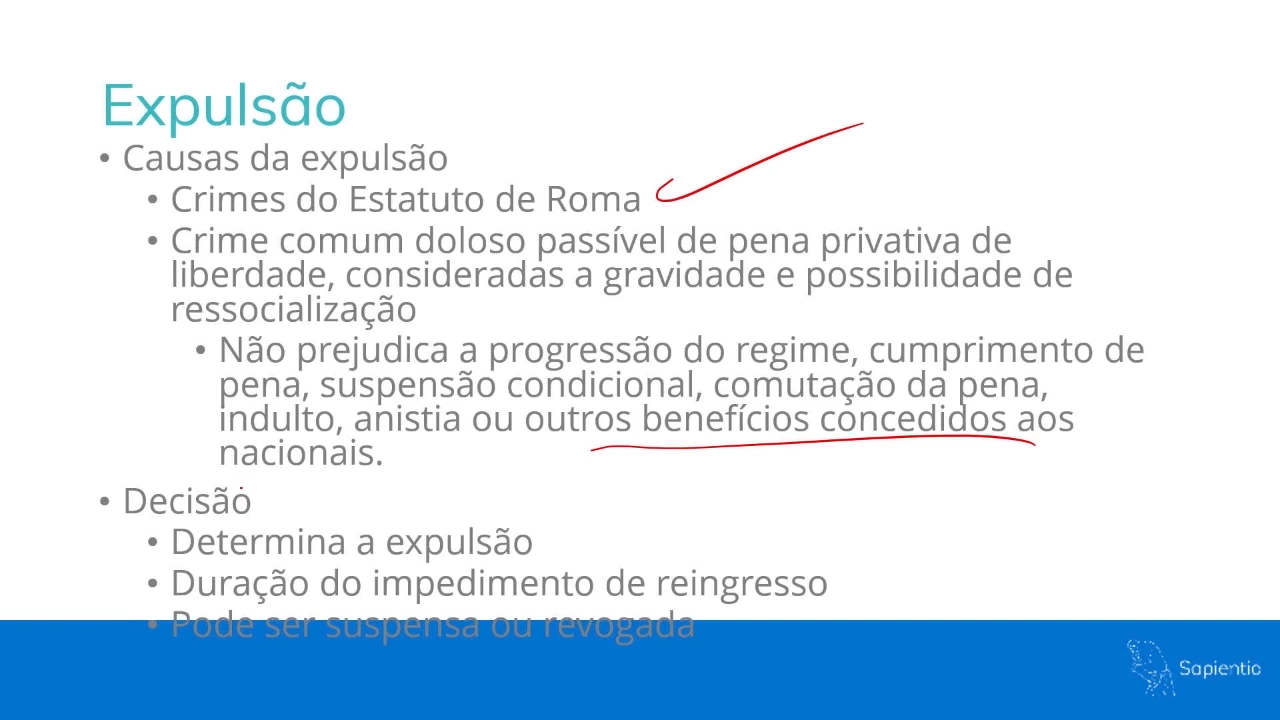 Expulsão
• Causas da expulsão
• Crimes do Estatuto de Roma
• Crime comum doloso passível de pena privativa de
liberdade, consideradas a gravidade e possibilidade de
ressocialização
• Não prejudica a progressão do regime, cumprimento de
pena, suspensão condicional, comutação da pena,
indulto, anistia ou outros benefícios concedidos aos
nacionais.
• Decisão
• Determina a expulsão
• Duração do impedimento de reingresso
• Pode ser suspensa ou revogada
Sapientia